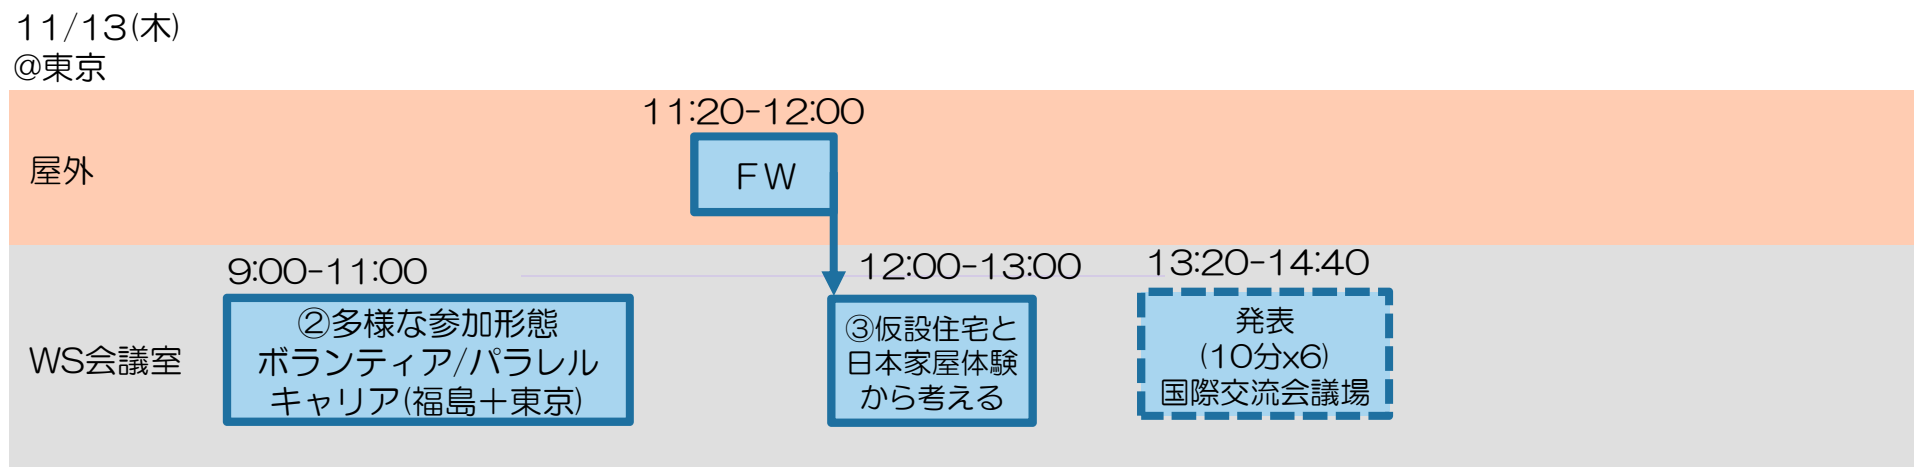 11/13(木)
@東京
11:20-12:00
屋外
ＦＷ
9:00-11:00
12:00-13:00
13:20-14:40
WS会議室
②多様な参加形態
ボランティア/パラレル
キャリア(福島＋東京)
③仮設住宅と
日本家屋体験
から考える
発表
(10分x6)
国際交流会議場